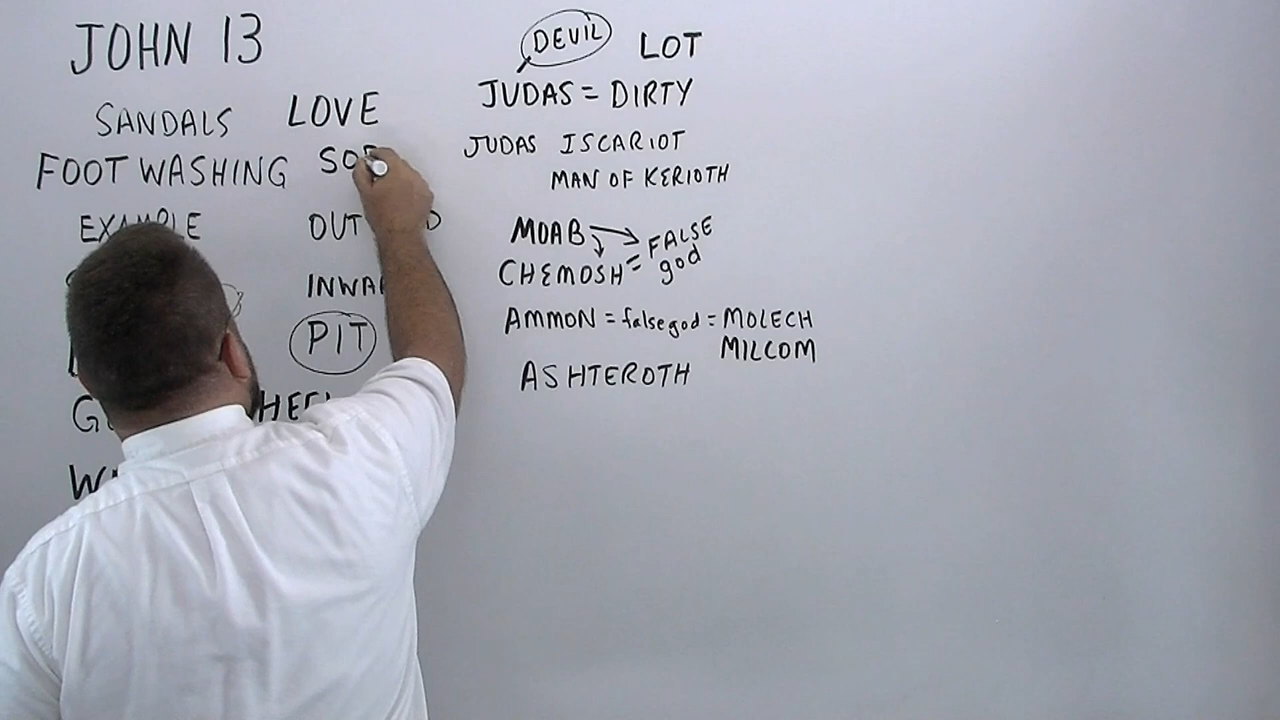 JOHN 13
SANDALS LOVE
FOOT WASHING
EXAMPLE
PIT
DEVIL LOT
JUDAS = DIRTY
JUDAS ISCARIOT
MAN OF KERIOTH
MOAB → FALSE
CHEMOSH = god
AMMON = false god = MOLECH
MILCOM
ASHTEROTH